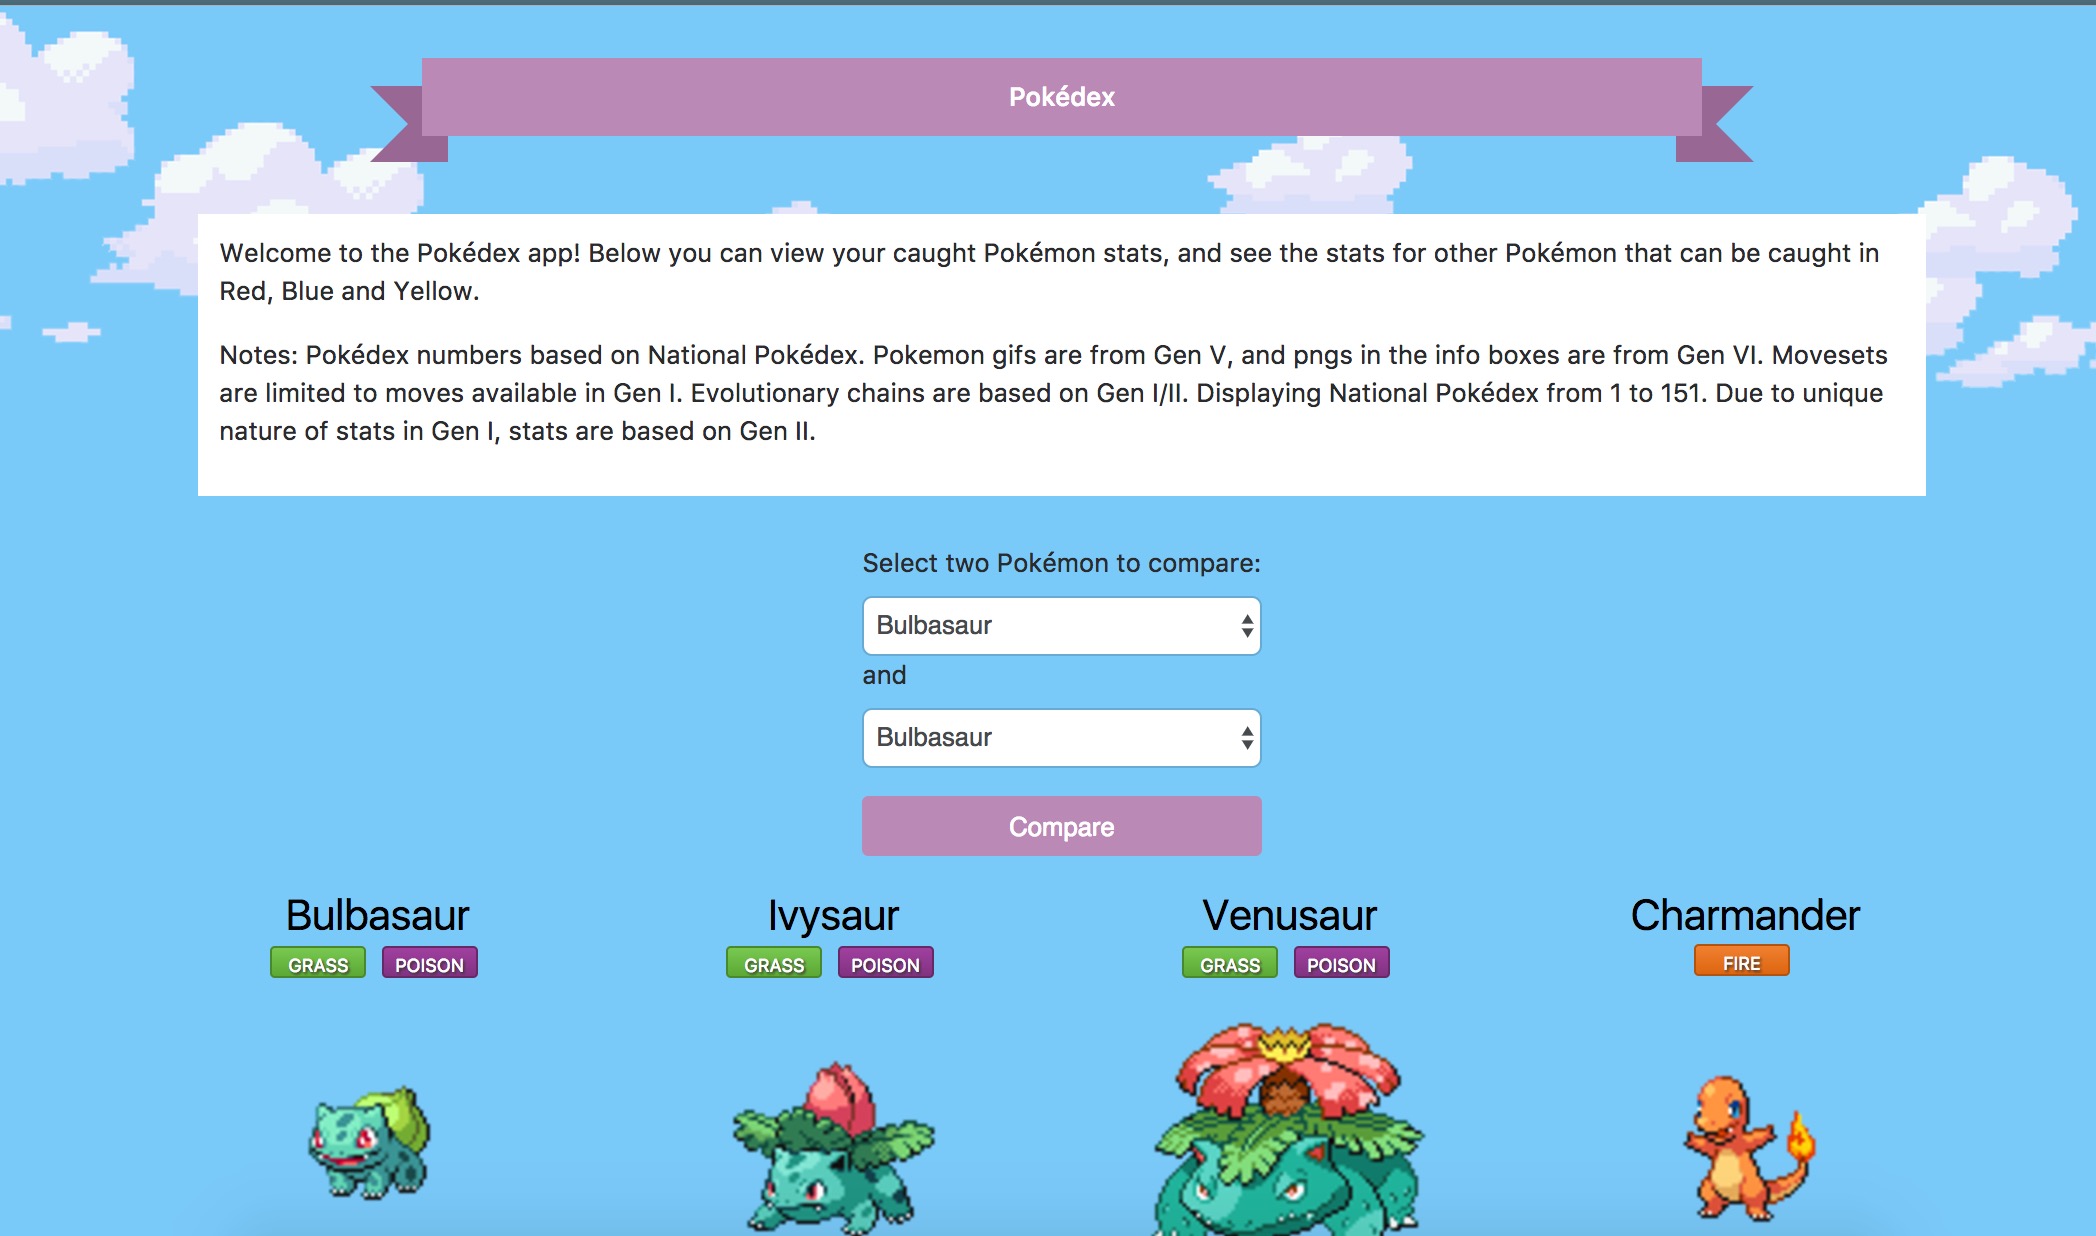 Pokédex
Welcome to the Pokédex app! Below you can view your caught Pokémon stats, and see the stats for other Pokémon that can be caught in
Red, Blue and Yellow.
Notes: Pokédex numbers based on National Pokédex. Pokemon gifs are from Gen V, and pngs in the info boxes are from Gen VI. Movesets
are limited to moves available in Gen I. Evolutionary chains are based on Gen I/II. Displaying National Pokédex from 1 to 151. Due to unique
nature of stats in Gen I, stats are based on Gen II.
Select two Pokémon to compare:
Bulbasaur
and
Bulbasaur
Compare
Bulbasaur Ivysaur Venusaur Charmander
GRASS POISON GRASS POISON GRASS POISON FIRE